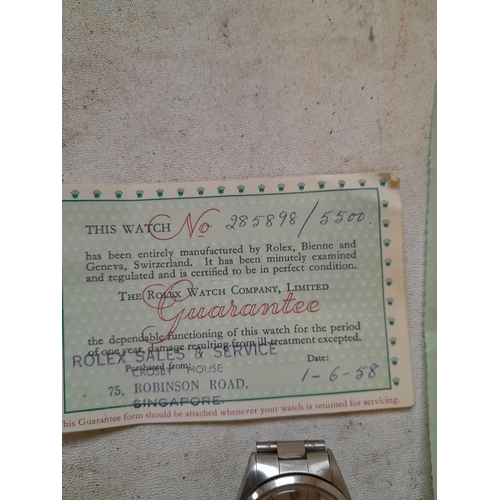 THIS WATCH No 285898/5500
has been entirely manufactured by Rolex, Bienne and
Geneva, Switzerland. It has been minutely examined
and regulated and is certified to be in perfect condition.
THE ROLEX WATCH COMPANY, LIMITED
Guarantee
the dependable functioning of this watch for the period
of one year, damage resulting from ill-treatment excepted.
ROLEX SALES & SERVICE
Purchased from: Date:
CROSBY HOUSE
75, ROBINSON ROAD, 1-6-58
SINGAPORE.
This Guarantee form should be attached whenever your watch is returned for servicing.